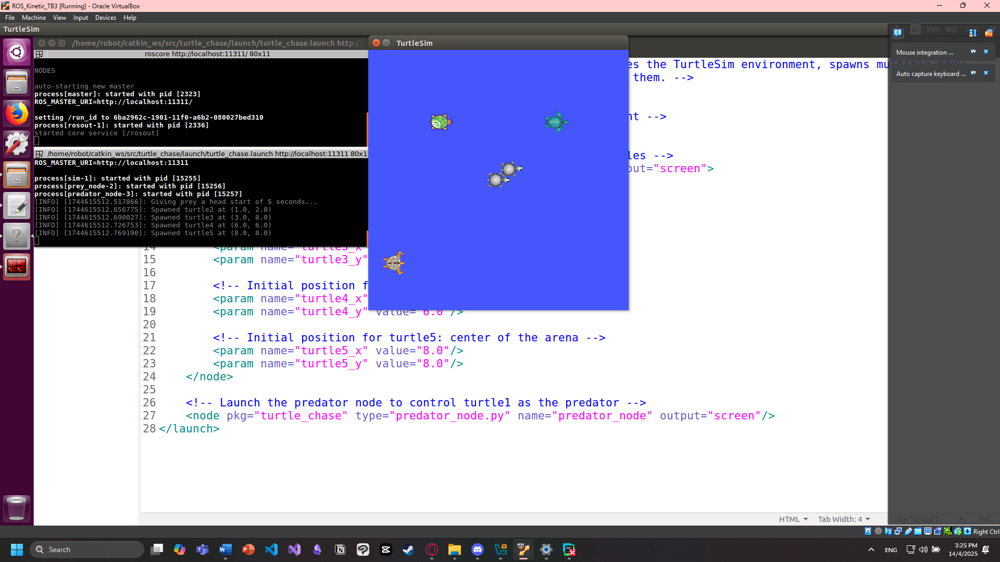 ROS_Kinetic_TB3 [Running] - Oracle VirtualBox
File Machine View Input Devices Help
TurtleSim
/home/robot/catkin_ws/src/turtle_chase/launch/turtle_chase.launch http://
roscore http://localhost:11311/ 80x11
NODES
auto-starting new master
process[master]: started with pid [2323]
ROS_MASTER_URI=http://localhost:11311/
setting /run_id to 6ba2962c-1901-11f0-a6b2-080027bed310
process[rosout-1]: started with pid [2336]
started core service [/rosout]
/home/robot/catkin_ws/src/turtle_chase/launch/turtle_chase.launch http://localhost:11311 80x1
ROS_MASTER_URI=http://localhost:11311
process[sim-1]: started with pid [15255]
process[prey_node-2]: started with pid [15256]
process[predator_node-3]: started with pid [15257]
[INFO] [1744615512.517866]: Giving prey a head start of 5 seconds...
[INFO] [1744615512.656775]: Spawned turtle2 at (1.0, 2.0)
[INFO] [1744615512.690027]: Spawned turtle3 at (3.0, 8.0)
[INFO] [1744615512.726753]: Spawned turtle4 at (6.0, 6.0)
[INFO] [1744615512.769190]: Spawned turtle5 at (8.0, 8.0)
TurtleSim
es the TurtleSim environment, spawns multiple prey
them. -->
nt -->
les -->
put="screen">
14 <param name="turtle3_x"
15 <param name="turtle3_y"
16
17 <!-- Initial position f
18 <param name="turtle4_x"
19 <param name="turtle4_y" value="6.0"/>
20
21 <!-- Initial position for turtle5: center of the arena -->
22 <param name="turtle5_x" value="8.0"/>
23 <param name="turtle5_y" value="8.0"/>
24 </node>
25
26 <!-- Launch the predator node to control turtle1 as the predator -->
27 <node pkg="turtle_chase" type="predator_node.py" name="predator_node" output="screen"/>
28 </launch>
En
Mouse integration ...
Auto capture keyboard ...
HTML Tab Width: 4 Ln 12, Col 1 INS
Right Ctrl
Search
ENG
3:25 PM
14/4/2025